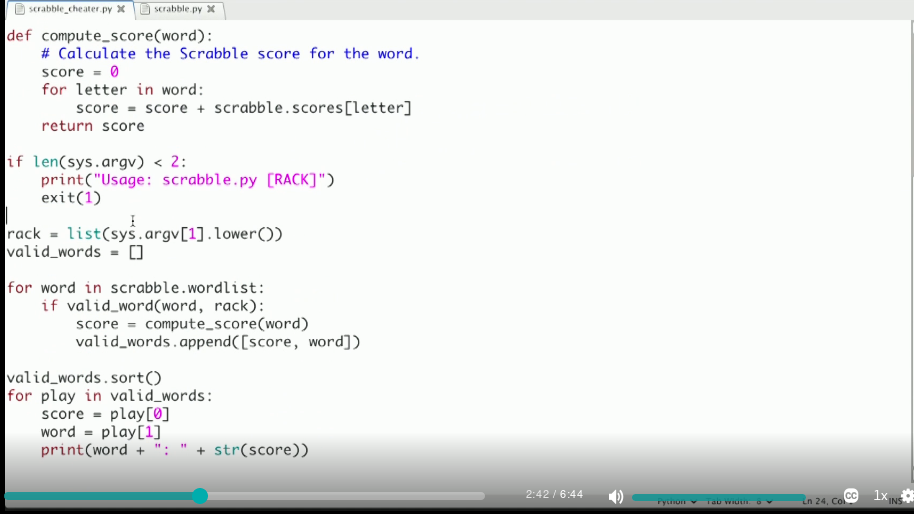 scrabble_cheater.py ✕ scrabble.py ✕
def compute_score(word):
    # Calculate the Scrabble score for the word.
    score = 0
    for letter in word:
        score = score + scrabble.scores[letter]
    return score
if len(sys.argv) < 2:
    print("Usage: scrabble.py [RACK]")
    exit(1)
rack = list(sys.argv[1].lower())
valid_words = []
for word in scrabble.wordlist:
    if valid_word(word, rack):
        score = compute_score(word)
        valid_words.append([score, word])
valid_words.sort()
for play in valid_words:
    score = play[0]
    word = play[1]
    print(word + ": " + str(score))
2:42 / 6:44 CC 1x
Python Tab Width: 8 Ln 24, Co INS